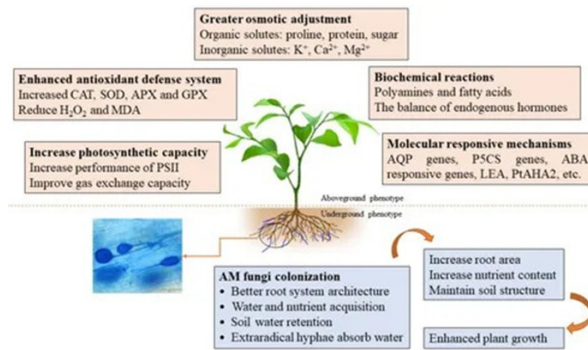 Greater osmotic adjustment
Organic solutes: proline, protein, sugar
Inorganic solutes: K⁺, Ca²⁺, Mg²⁺
Enhanced antioxidant defense system
Increased CAT, SOD, APX and GPX
Reduce H₂O₂ and MDA
Biochemical reactions
Polyamines and fatty acids
The balance of endogenous hormones
Increase photosynthetic capacity
Increase performance of PSII
Improve gas exchange capacity
Molecular responsive mechanisms
AQP genes, P5CS genes, ABA
responsive genes, LEA, PtAHA2, etc.
Aboveground phenotype
Underground phenotype
AM fungi colonization
• Better root system architecture
• Water and nutrient acquisition
• Soil water retention
• Extraradical hyphae absorb water
Increase root area
Increase nutrient content
Maintain soil structure
Enhanced plant growth